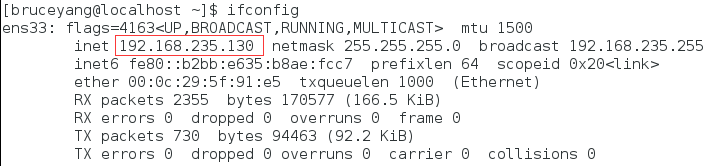 [bruceyang@localhost ~]$ ifconfig
ens33: flags=4163<UP,BROADCAST,RUNNING,MULTICAST>  mtu 1500
        inet 192.168.235.130  netmask 255.255.255.0  broadcast 192.168.235.255
        inet6 fe80::b2bb:e635:b8ae:fcc7  prefixlen 64  scopeid 0x20<link>
        ether 00:0c:29:5f:91:e5  txqueuelen 1000  (Ethernet)
        RX packets 2355  bytes 170577 (166.5 KiB)
        RX errors 0  dropped 0  overruns 0  frame 0
        TX packets 730  bytes 94463 (92.2 KiB)
        TX errors 0  dropped 0 overruns 0  carrier 0  collisions 0